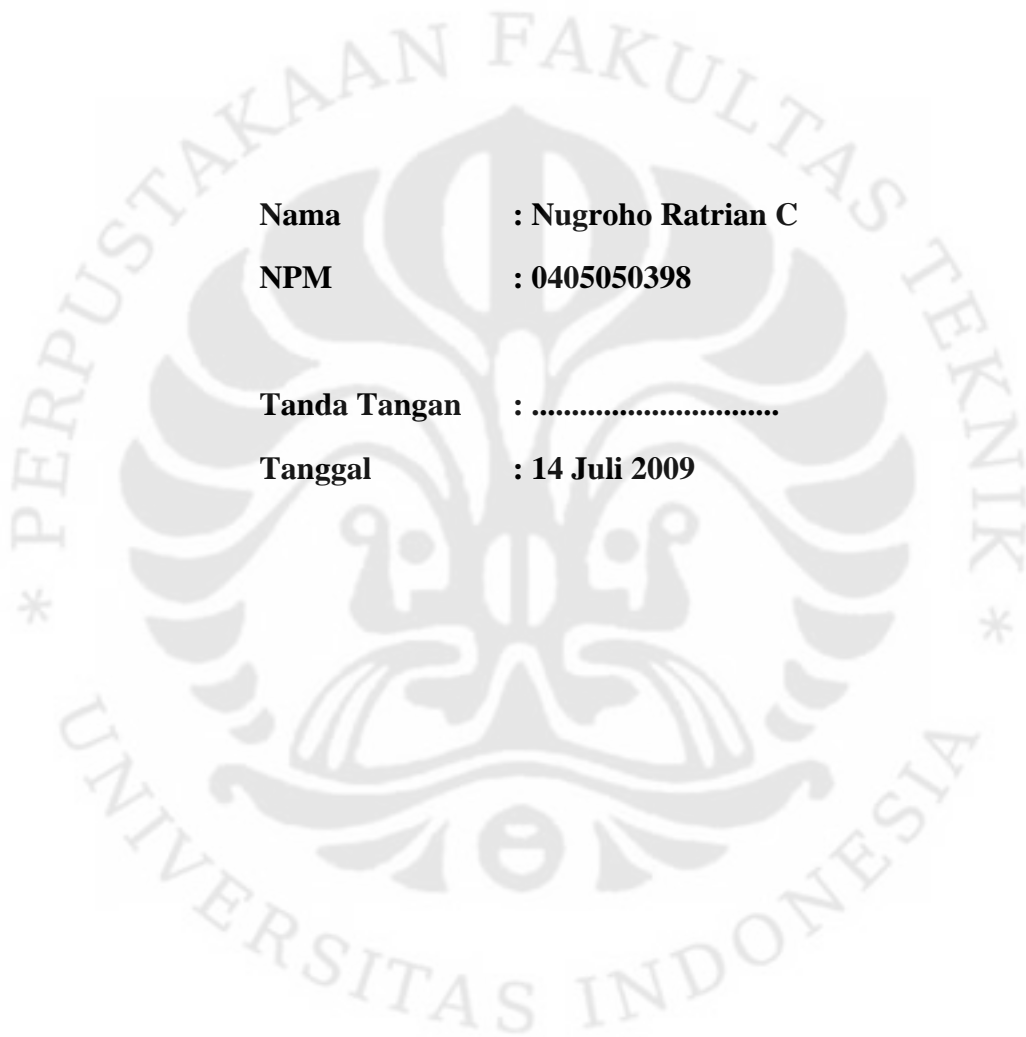 PERPUSTAKAAN FAKULTAS TEKNIK
Nama : Nugroho Ratrian C
NPM : 0405050398
Tanda Tangan : ...............................
Tanggal : 14 Juli 2009
* *
UNIVERSITAS INDONESIA